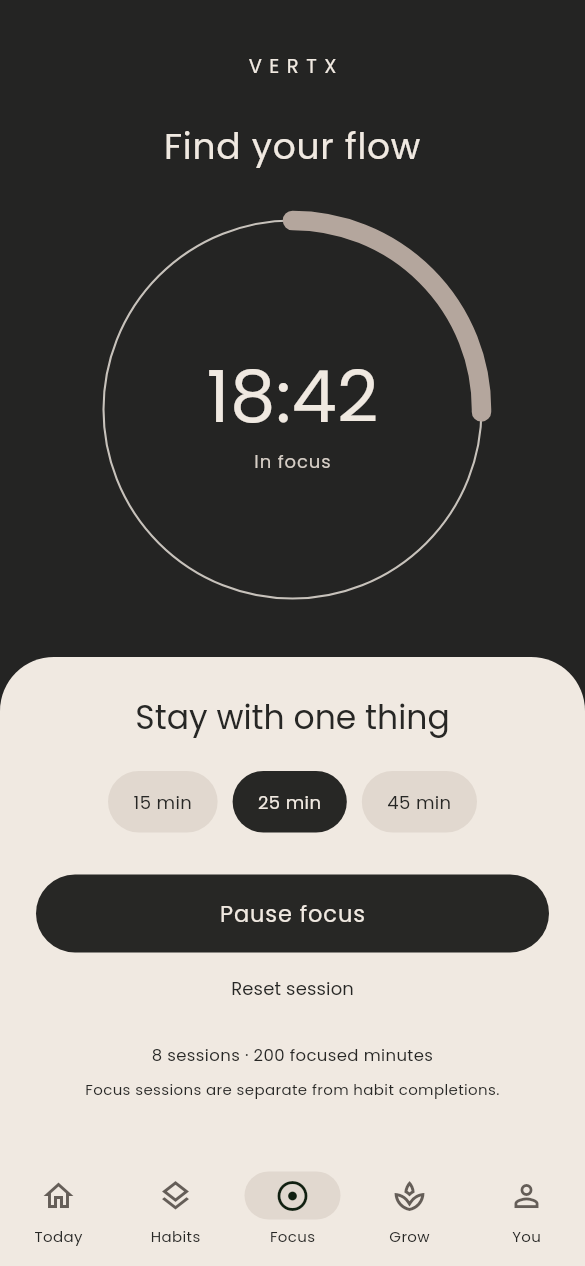 VERTX
Find your flow
18:42
In focus
Stay with one thing
15 min
25 min
45 min
Pause focus
Reset session
8 sessions · 200 focused minutes
Focus sessions are separate from habit completions.
Today
Habits
Focus
Grow
You